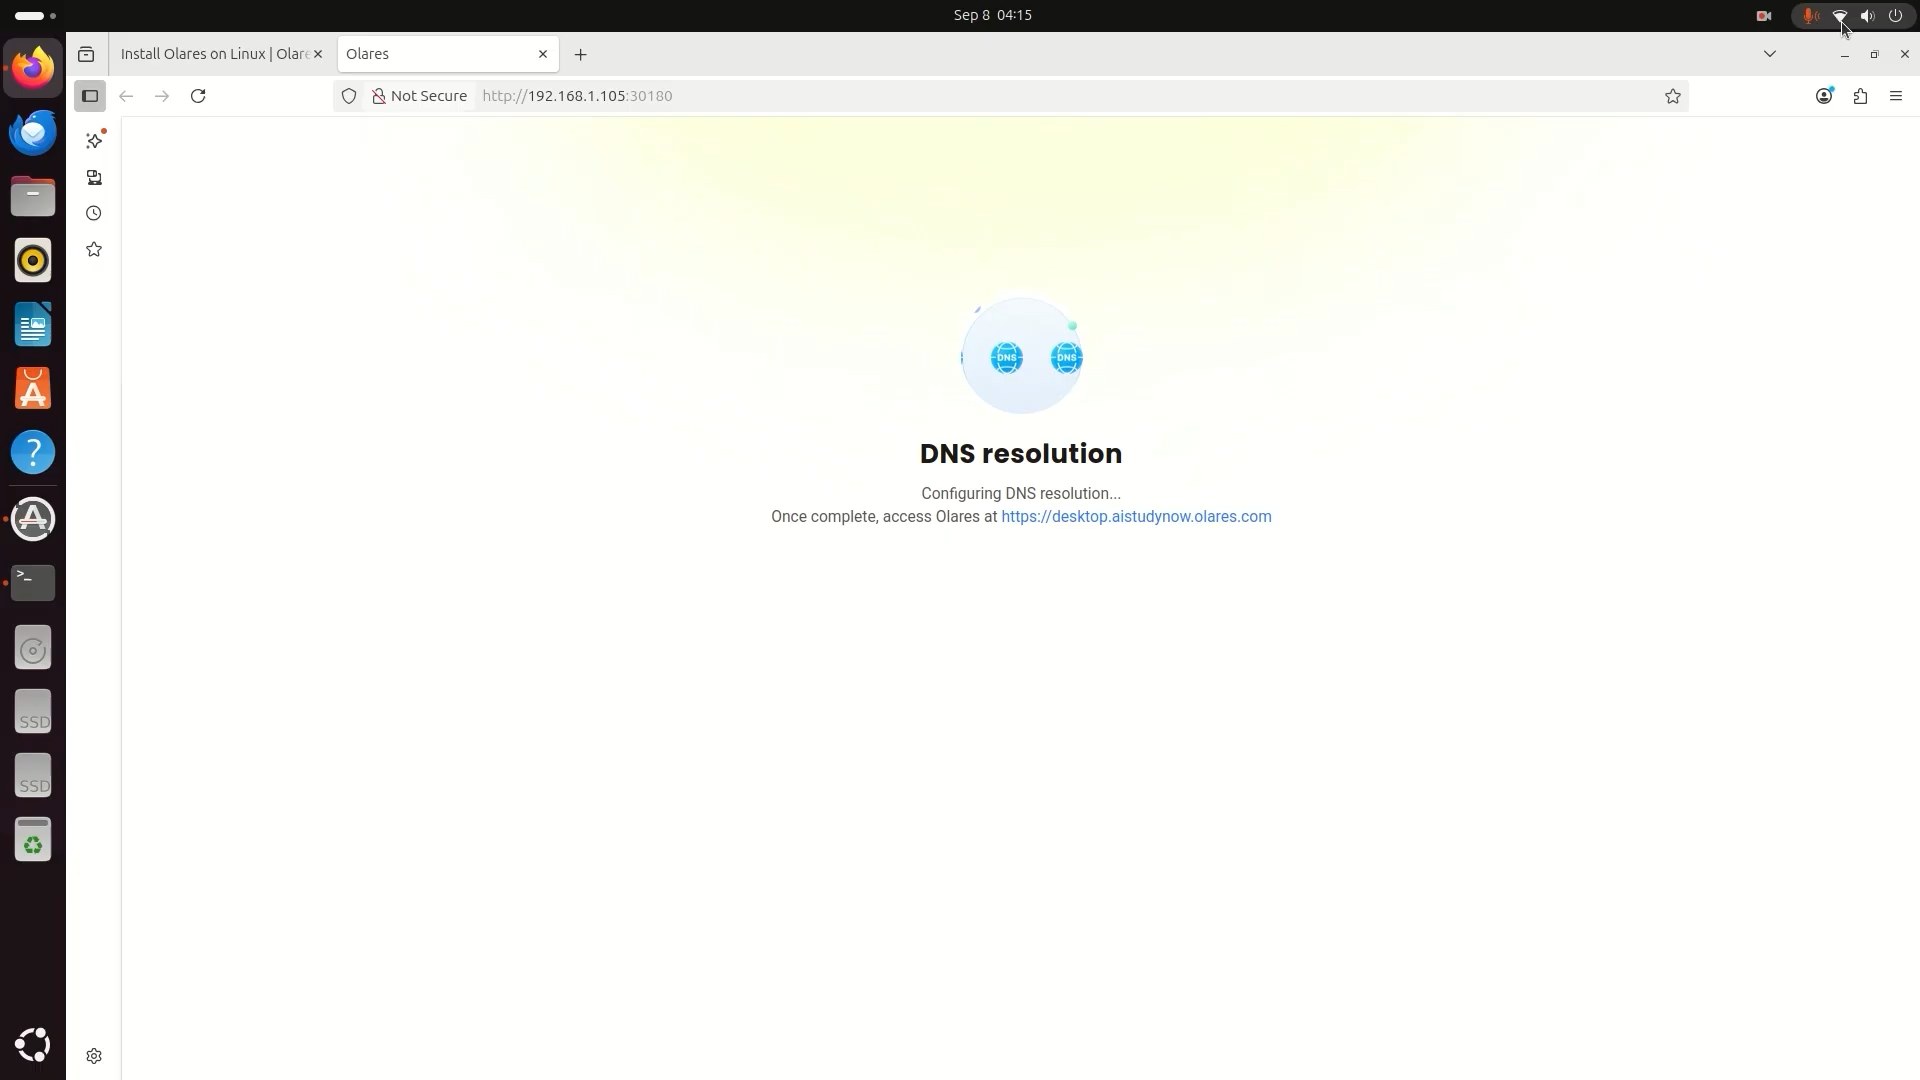 Sep 8 04:15
Install Olares on Linux | Olare
Olares
Not Secure
http://192.168.1.105:30180
DNS DNS
DNS resolution
Configuring DNS resolution...
Once complete, access Olares at https://desktop.aistudynow.olares.com
SSD
SSD